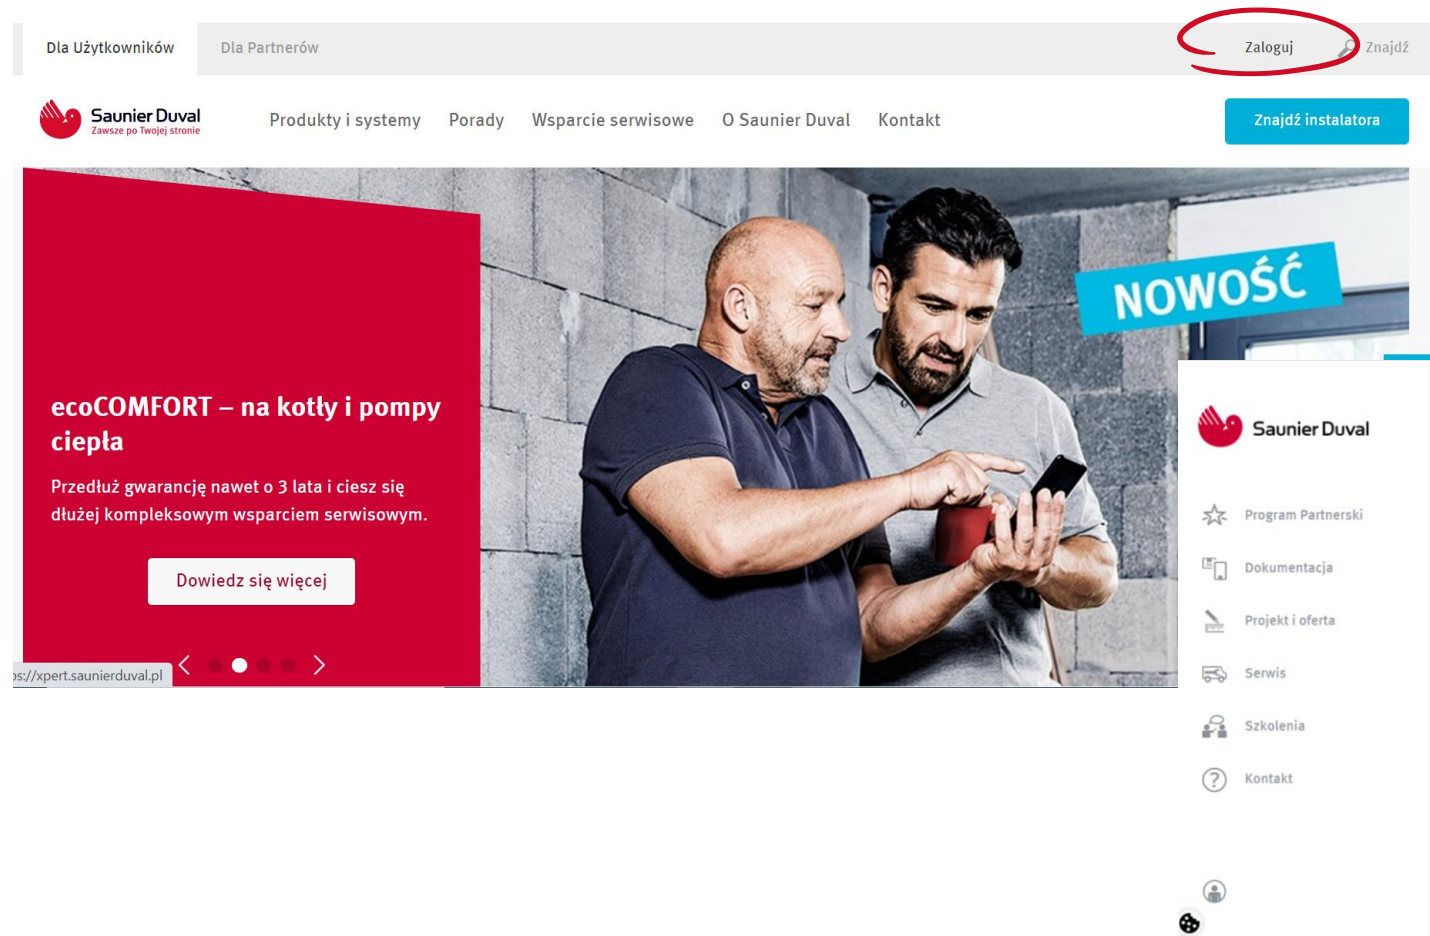 Dla Użytkowników
Dla Partnerów
Zaloguj
Znajdź
Saunier Duval
Zawsze po Twojej stronie
Produkty i systemy
Porady
Wsparcie serwisowe
O Saunier Duval
Kontakt
Znajdź instalatora
NOWOŚĆ
ecoCOMFORT – na kotły i pompy
ciepła
Przedłuż gwarancję nawet o 3 lata i ciesz się
dłużej kompleksowym wsparciem serwisowym.
Dowiedz się więcej
ps://xpert.saunierduval.pl
Saunier Duval
Program Partnerski
Dokumentacja
Projekt i oferta
Serwis
Szkolenia
Kontakt